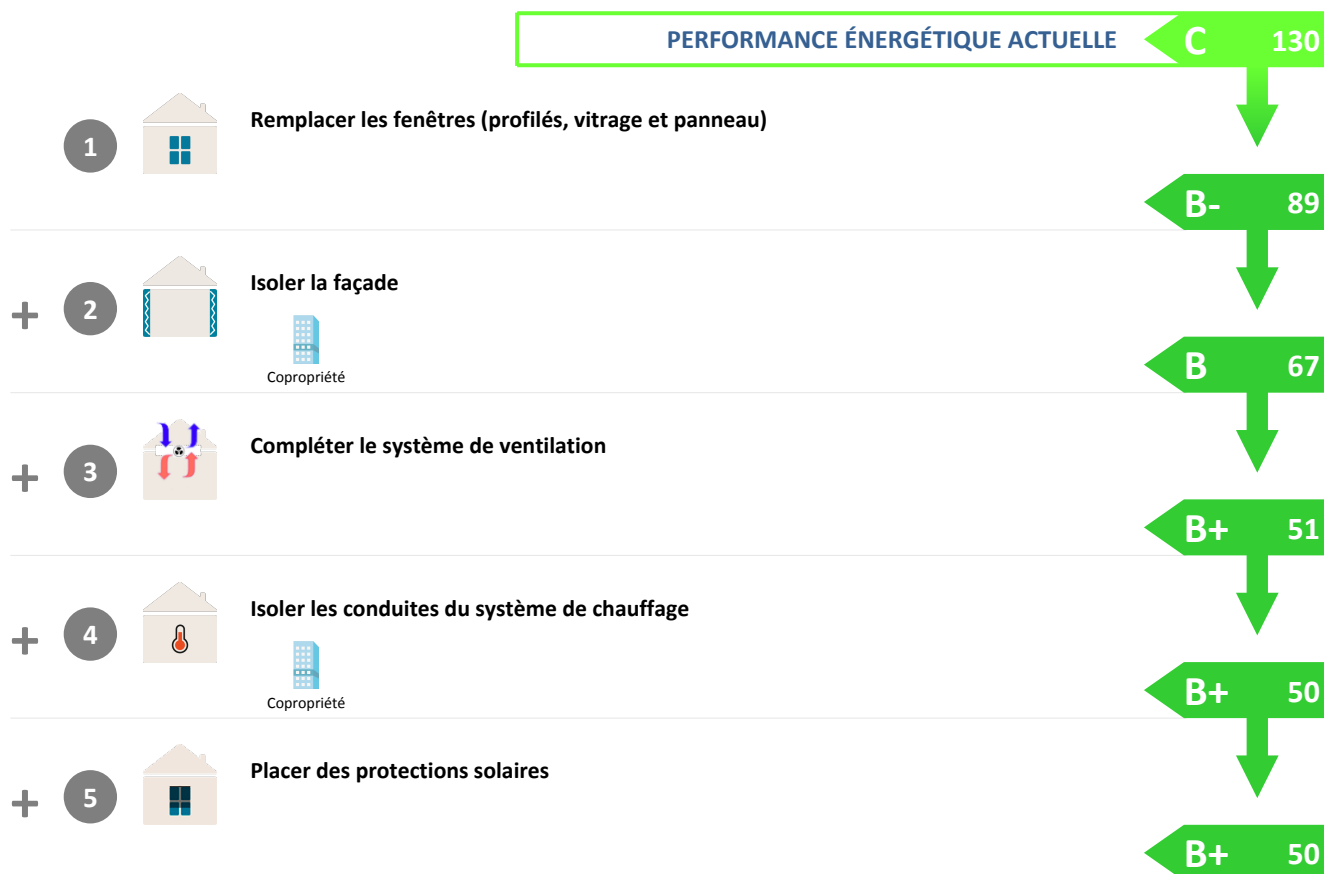 PERFORMANCE ÉNERGÉTIQUE ACTUELLE C 130
1 Remplacer les fenêtres (profilés, vitrage et panneau)
B- 89
+ 2 Isoler la façade
Copropriété
B 67
+ 3 Compléter le système de ventilation
B+ 51
+ 4 Isoler les conduites du système de chauffage
Copropriété
B+ 50
+ 5 Placer des protections solaires
B+ 50